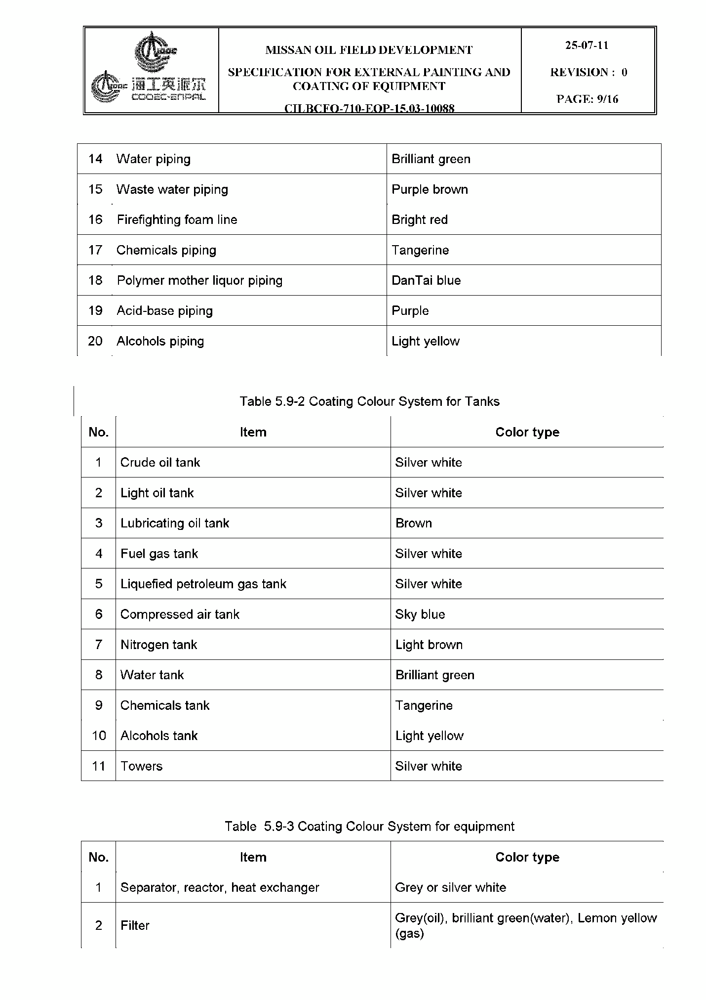 CNOOC
CNOOC 海工英派尔
COOEC-ENPAL
MISSAN OIL FIELD DEVELOPMENT
SPECIFICATION FOR EXTERNAL PAINTING AND
COATING OF EQUIPMENT
CILBCFO-710-EOP-15.03-10088
25-07-11
REVISION : 0
PAGE: 9/16
14 Water piping Brilliant green
15 Waste water piping Purple brown
16 Firefighting foam line Bright red
17 Chemicals piping Tangerine
18 Polymer mother liquor piping DanTai blue
19 Acid-base piping Purple
20 Alcohols piping Light yellow
Table 5.9-2 Coating Colour System for Tanks
No. Item Color type
1 Crude oil tank Silver white
2 Light oil tank Silver white
3 Lubricating oil tank Brown
4 Fuel gas tank Silver white
5 Liquefied petroleum gas tank Silver white
6 Compressed air tank Sky blue
7 Nitrogen tank Light brown
8 Water tank Brilliant green
9 Chemicals tank Tangerine
10 Alcohols tank Light yellow
11 Towers Silver white
Table 5.9-3 Coating Colour System for equipment
No. Item Color type
1 Separator, reactor, heat exchanger Grey or silver white
2 Filter Grey(oil), brilliant green(water), Lemon yellow
(gas)